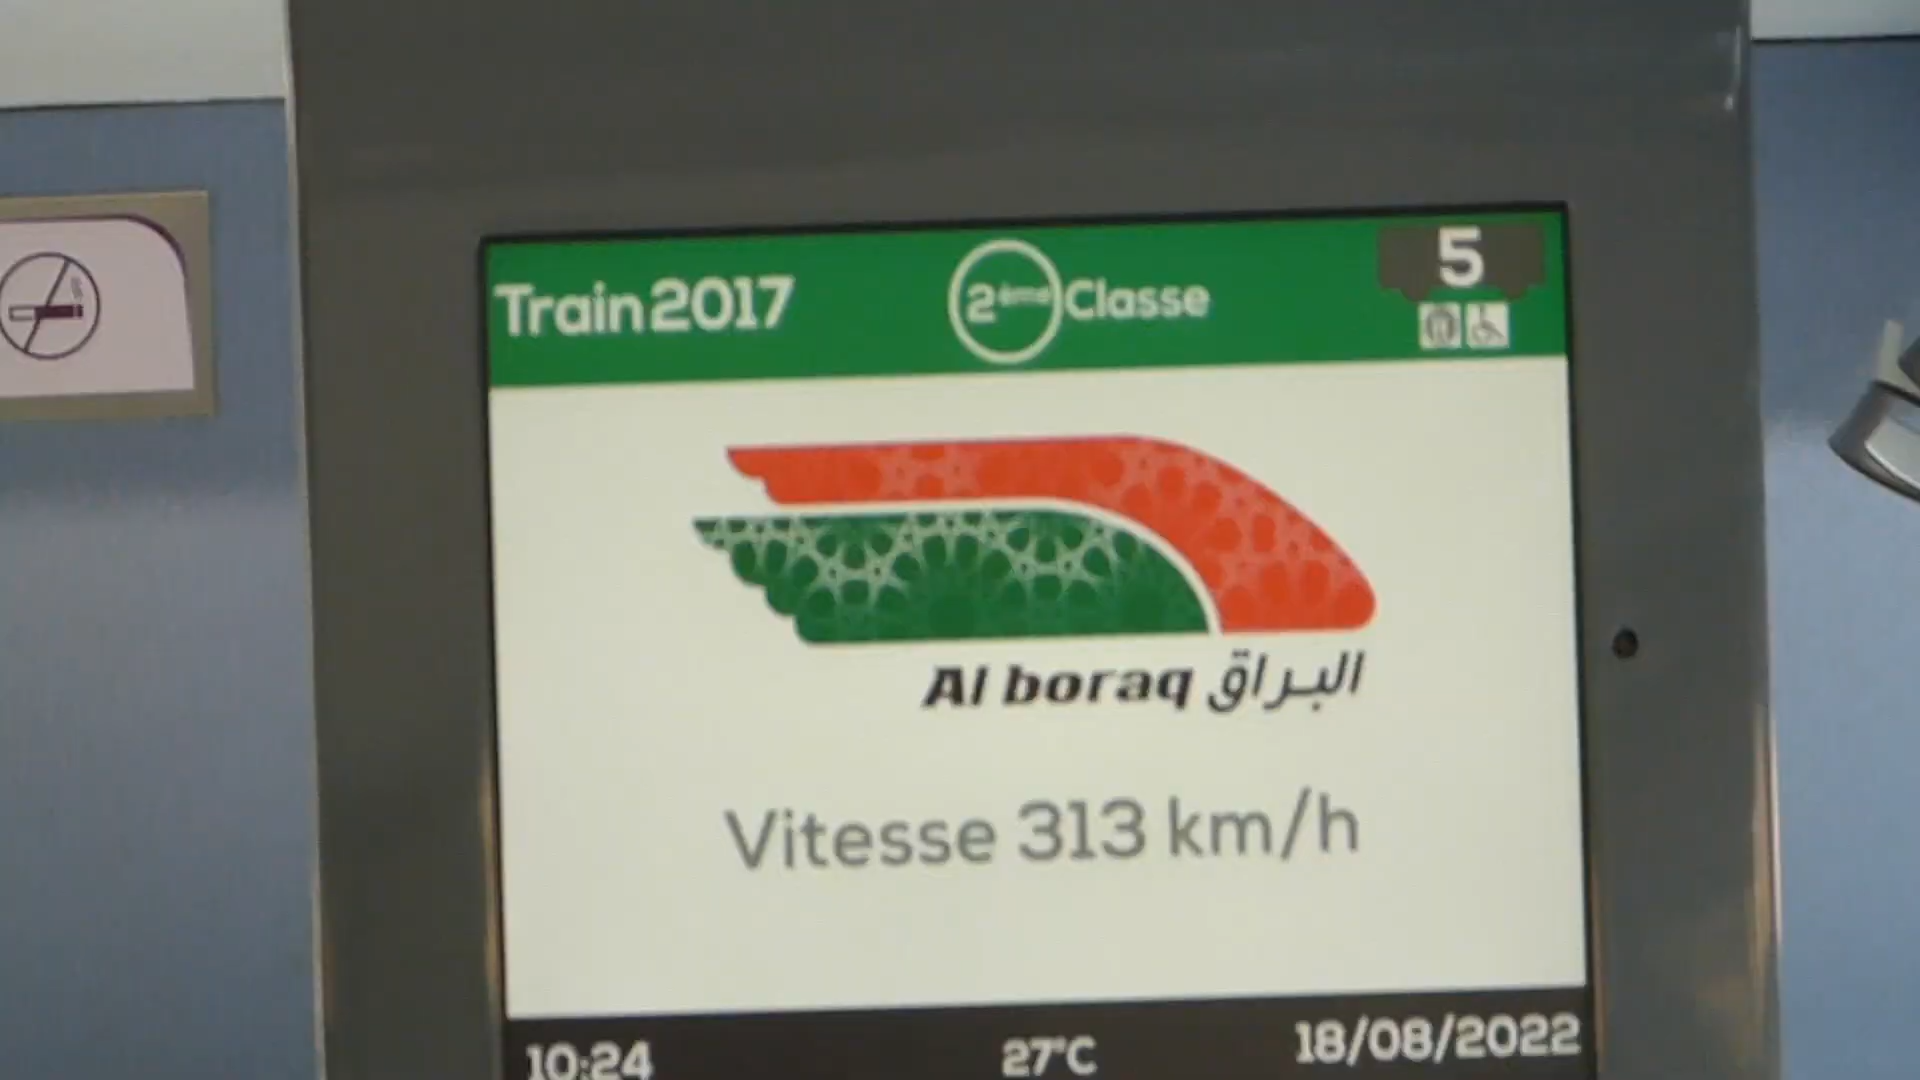 Train 2017
2ème Classe
5
Al boraq البراق
Vitesse 313 km/h
10:24 27°C 18/08/2022